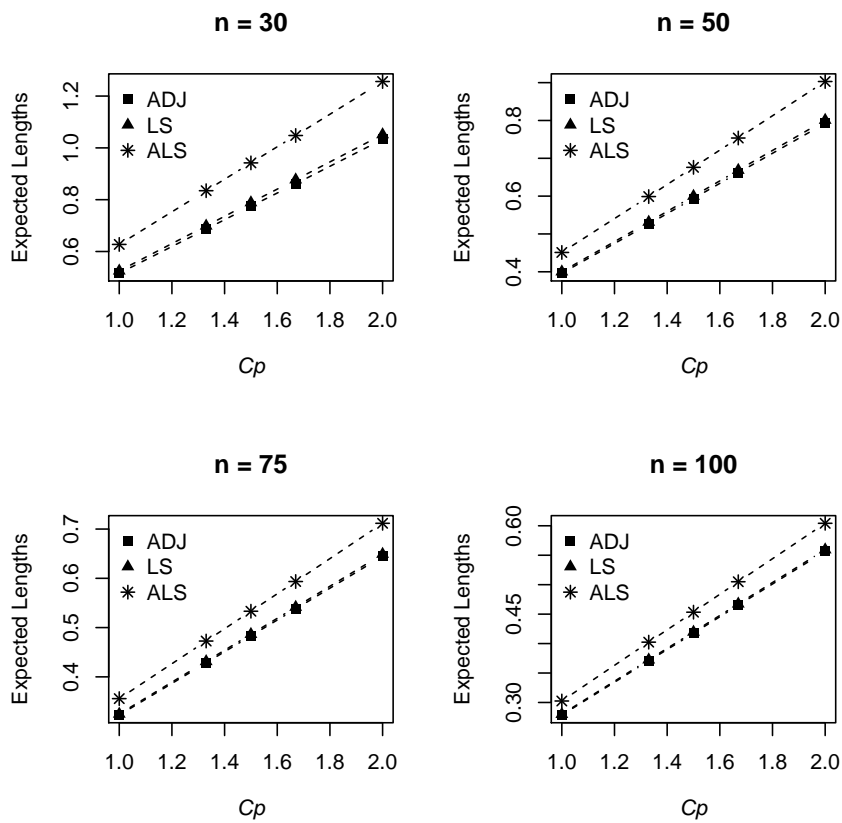 n = 30
Expected Lengths
1.2
1.0
0.8
0.6
ADJ
LS
ALS
1.0 1.2 1.4 1.6 1.8 2.0
Cp
n = 50
Expected Lengths
0.8
0.6
0.4
ADJ
LS
ALS
1.0 1.2 1.4 1.6 1.8 2.0
Cp
n = 75
Expected Lengths
0.7
0.6
0.5
0.4
ADJ
LS
ALS
1.0 1.2 1.4 1.6 1.8 2.0
Cp
n = 100
Expected Lengths
0.60
0.45
0.30
ADJ
LS
ALS
1.0 1.2 1.4 1.6 1.8 2.0
Cp